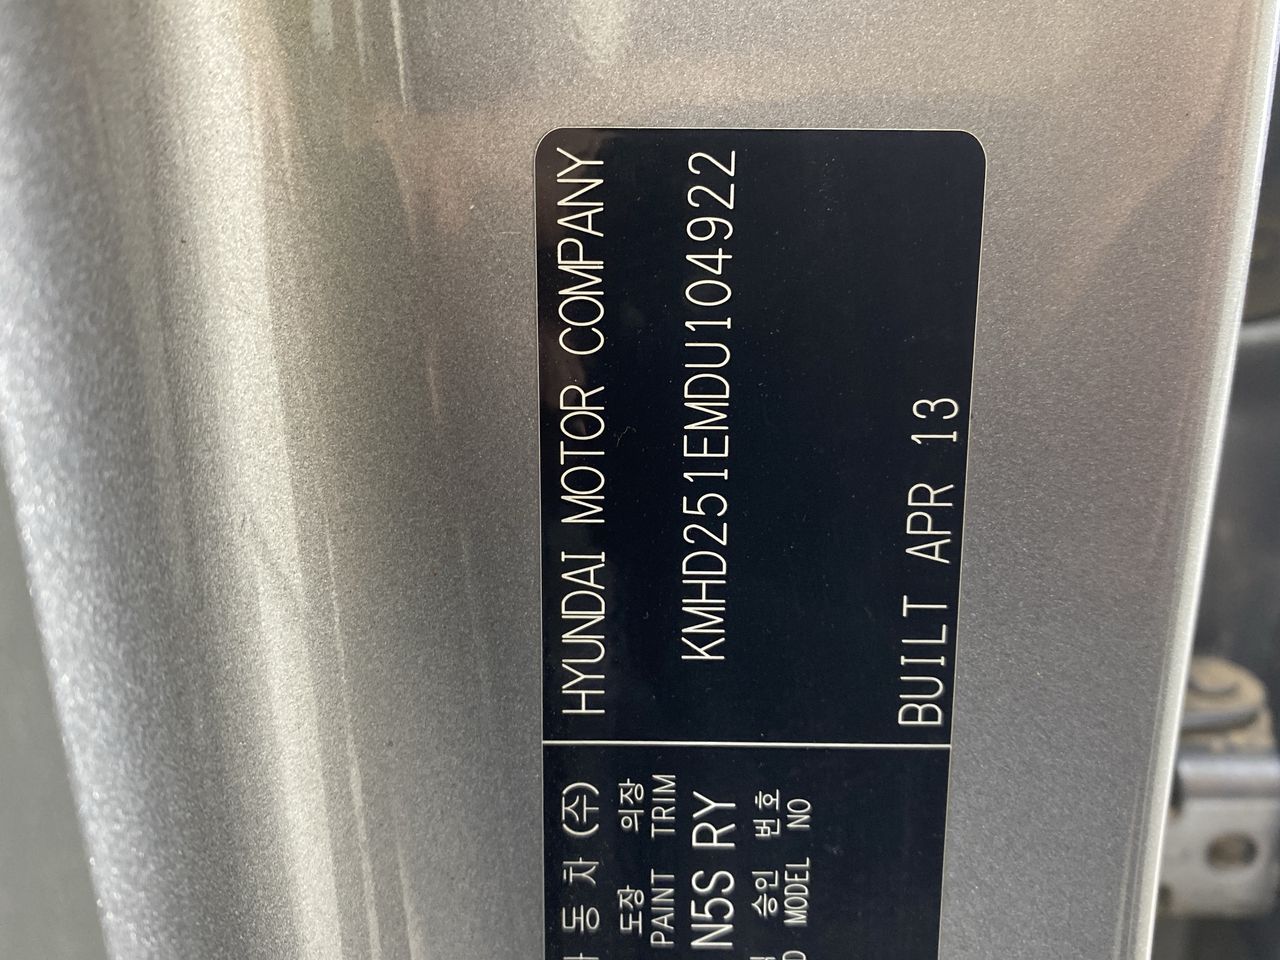 동차(주)
도장 의장
PAINT TRIM
N5S RY
승인 번호
MODEL NO
HYUNDAI MOTOR COMPANY
KMHD251EMDU104922
BUILT APR 13